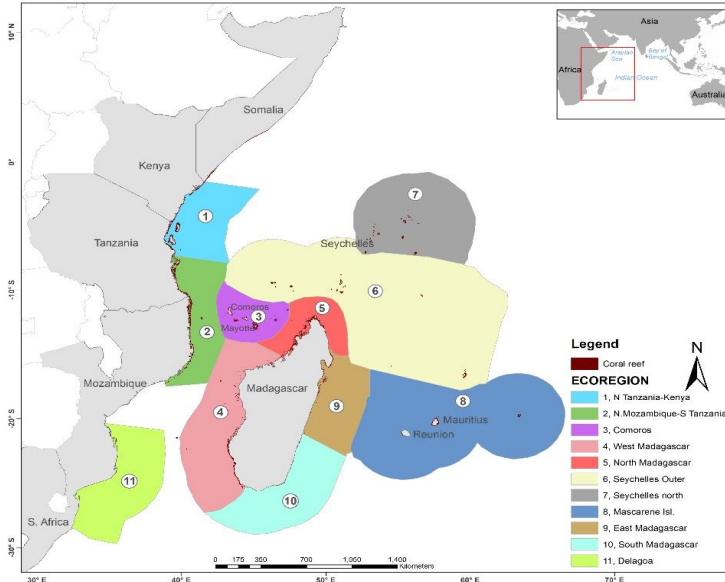 10°N
0°
-10°S
-20°S
-30°S
30°E
40°E
50°E
60°E
70°E
Somalia
Kenya
Tanzania
Mozambique
S. Africa
Seychelles
Comoros
Mayotte
Madagascar
Mauritius
Reunion
1
2
3
4
5
6
7
8
9
10
11
0 175 350 700 1,050 1,400
Kilometers
Asia
Africa
Arabian
Sea
Bay of
Bengal
Indian Ocean
Australia
N
Legend
Coral reef
ECOREGION
1, N Tanzania-Kenya
2, N.Mozambique-S Tanzania
3, Comoros
4, West Madagascar
5, North Madagascar
6, Seychelles Outer
7, Seychelles north
8, Mascarene Isl.
9, East Madagascar
10, South Madagascar
11, Delagoa